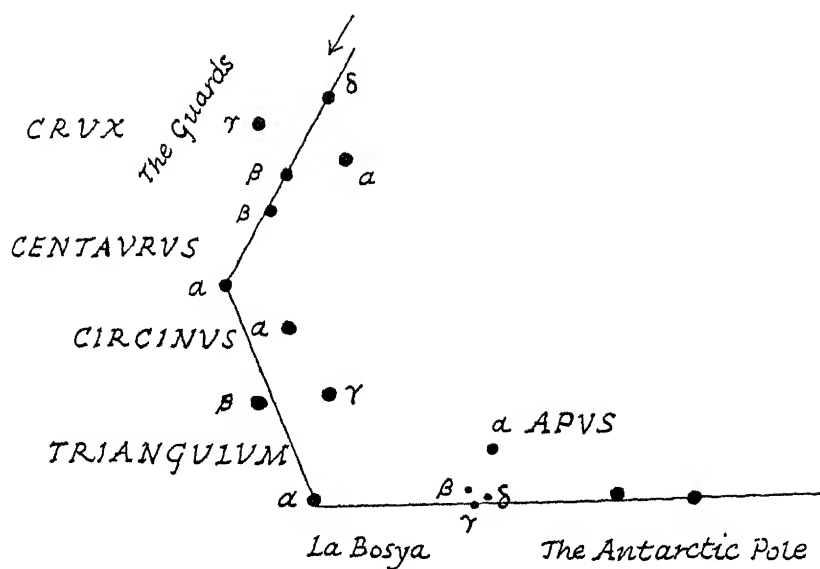 δ
CRVX γ The Guards
α
β
β
CENTAVRVS
α
CIRCINVS α
β γ
TRIANGVLVM
α APVS
α β δ
γ
La Bosya The Antarctic Pole